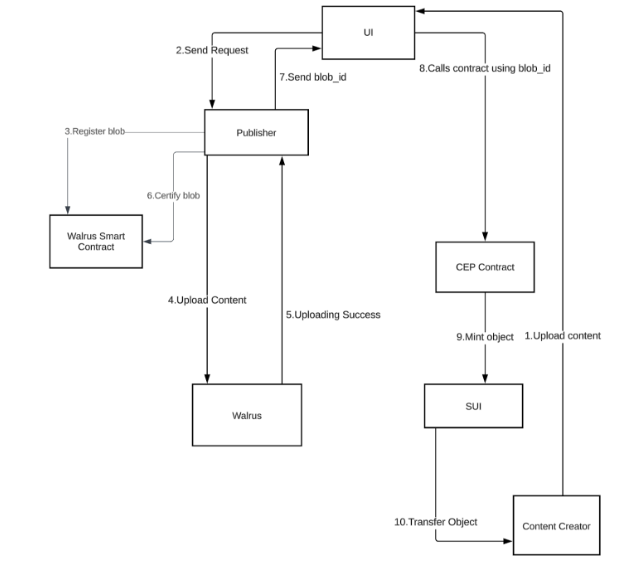 UI
2.Send Request
7.Send blob_id
8.Calls contract using blob_id
Publisher
3.Register blob
6.Certify blob
Walrus Smart
Contract
CEP Contract
4.Upload Content
5.Uploading Success
9.Mint object
1.Upload content
Walrus
SUI
10.Transfer Object
Content Creator